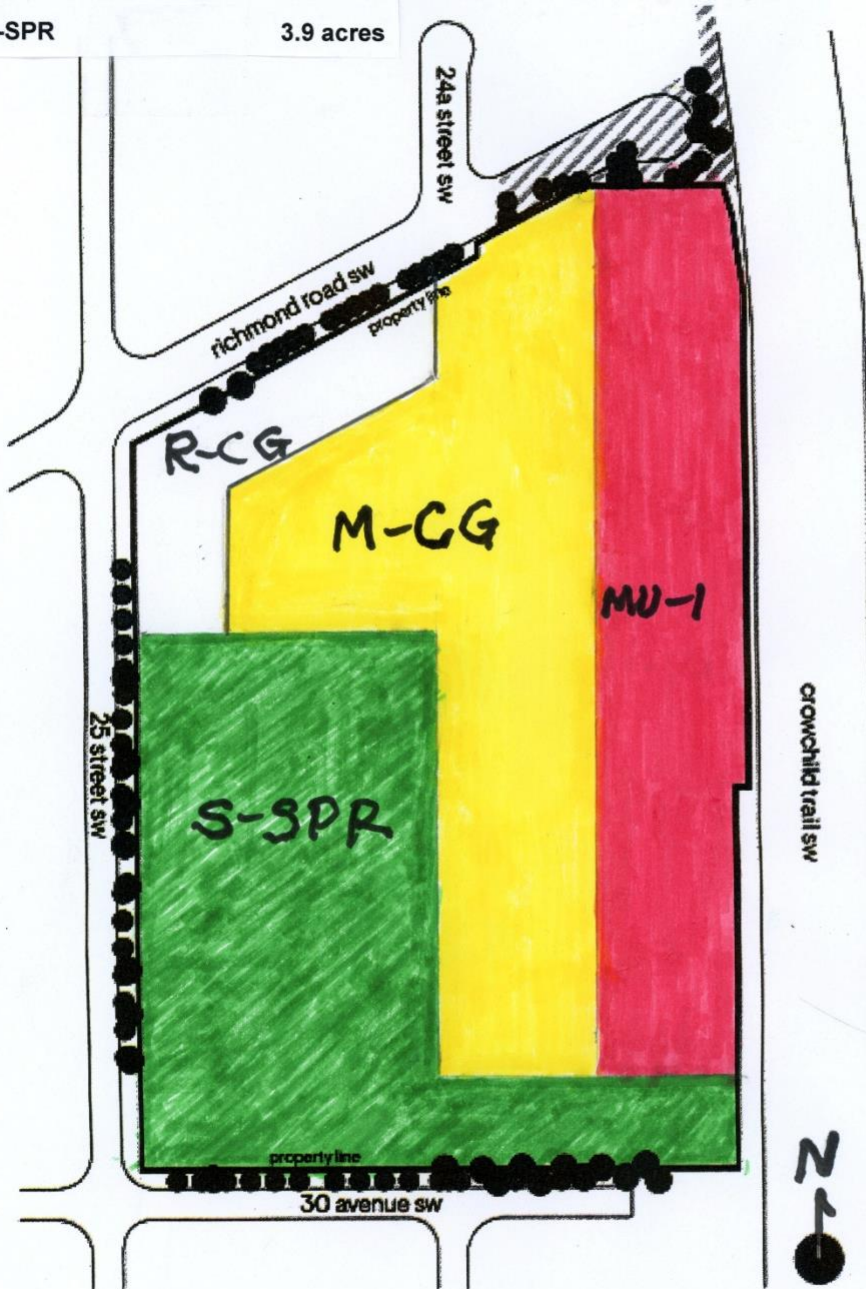 -SPR 3.9 acres
24a street sw
richmond road sw
property line
R-CG
M-CG
MU-1
crowchild trail sw
25 street sw
S-SPR
property line
30 avenue sw
N